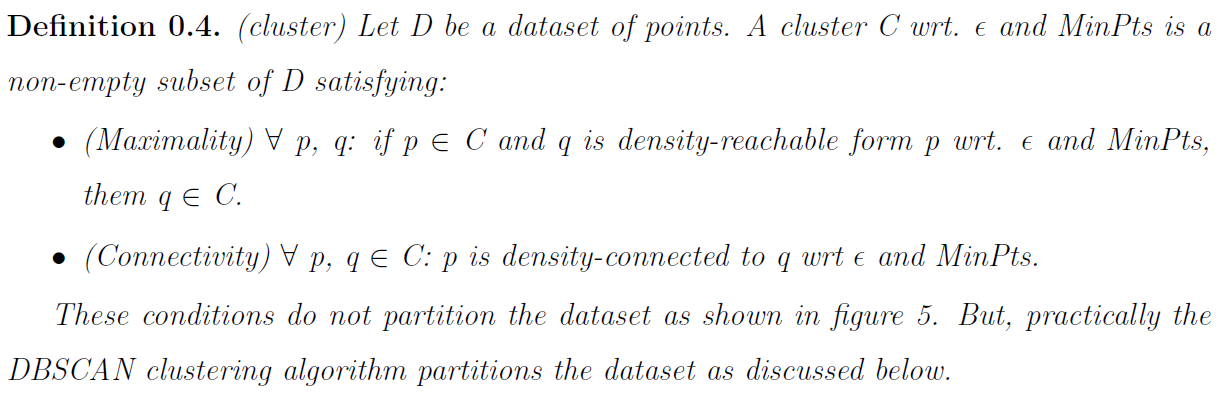 Definition 0.4. (cluster) Let D be a dataset of points. A cluster C wrt. ϵ and MinPts is a
non-empty subset of D satisfying:
• (Maximality) ∀ p, q: if p ∈ C and q is density-reachable form p wrt. ϵ and MinPts,
them q ∈ C.
• (Connectivity) ∀ p, q ∈ C: p is density-connected to q wrt ϵ and MinPts.
These conditions do not partition the dataset as shown in figure 5. But, practically the
DBSCAN clustering algorithm partitions the dataset as discussed below.